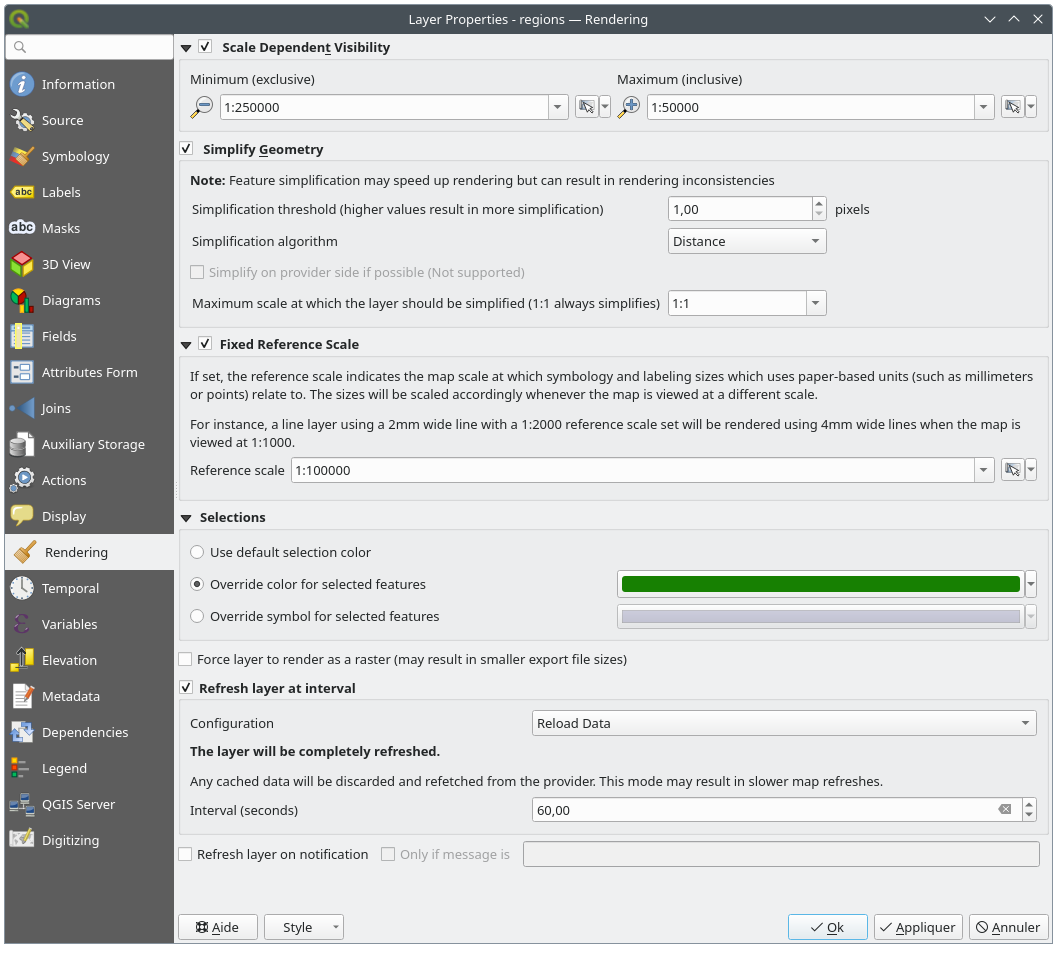 Layer Properties - regions — Rendering
Information
Source
Symbology
abc Labels
abc Masks
3D View
Diagrams
Fields
Attributes Form
Joins
Auxiliary Storage
Actions
Display
Rendering
Temporal
Variables
Elevation
Metadata
Dependencies
Legend
QGIS Server
Digitizing
Scale Dependent Visibility
Minimum (exclusive) Maximum (inclusive)
1:250000 1:50000
Simplify Geometry
Note: Feature simplification may speed up rendering but can result in rendering inconsistencies
Simplification threshold (higher values result in more simplification) 1,00 pixels
Simplification algorithm Distance
Simplify on provider side if possible (Not supported)
Maximum scale at which the layer should be simplified (1:1 always simplifies) 1:1
Fixed Reference Scale
If set, the reference scale indicates the map scale at which symbology and labeling sizes which uses paper-based units (such as millimeters
or points) relate to. The sizes will be scaled accordingly whenever the map is viewed at a different scale.
For instance, a line layer using a 2mm wide line with a 1:2000 reference scale set will be rendered using 4mm wide lines when the map is
viewed at 1:1000.
Reference scale 1:100000
Selections
Use default selection color
Override color for selected features
Override symbol for selected features
Force layer to render as a raster (may result in smaller export file sizes)
Refresh layer at interval
Configuration Reload Data
The layer will be completely refreshed.
Any cached data will be discarded and refetched from the provider. This mode may result in slower map refreshes.
Interval (seconds) 60,00
Refresh layer on notification Only if message is
Aide Style Ok Appliquer Annuler